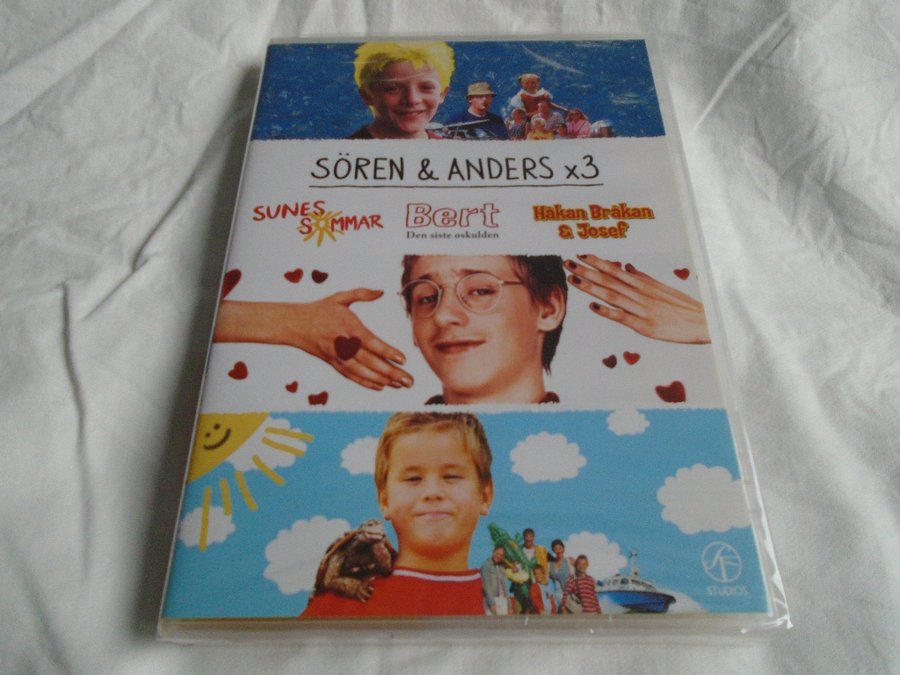 SÖREN & ANDERS x3
SUNES SOMMAR
Bert
Den siste oskulden
Håkan Bråkan
& Josef
SF
STUDIOS